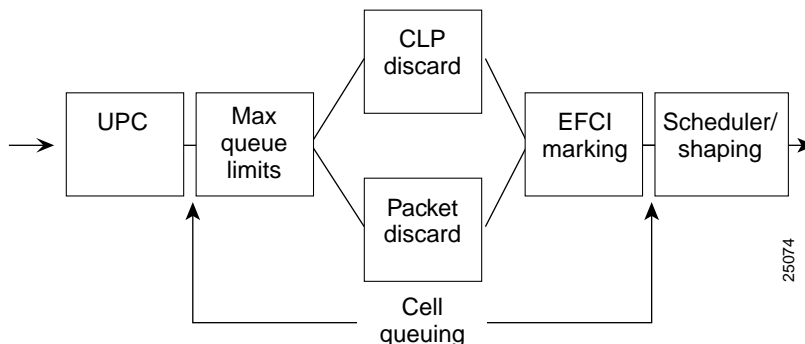 CLP
discard
UPC
Max
queue
limits
EFCI
marking
Scheduler/
shaping
Packet
discard
Cell
queuing
25074